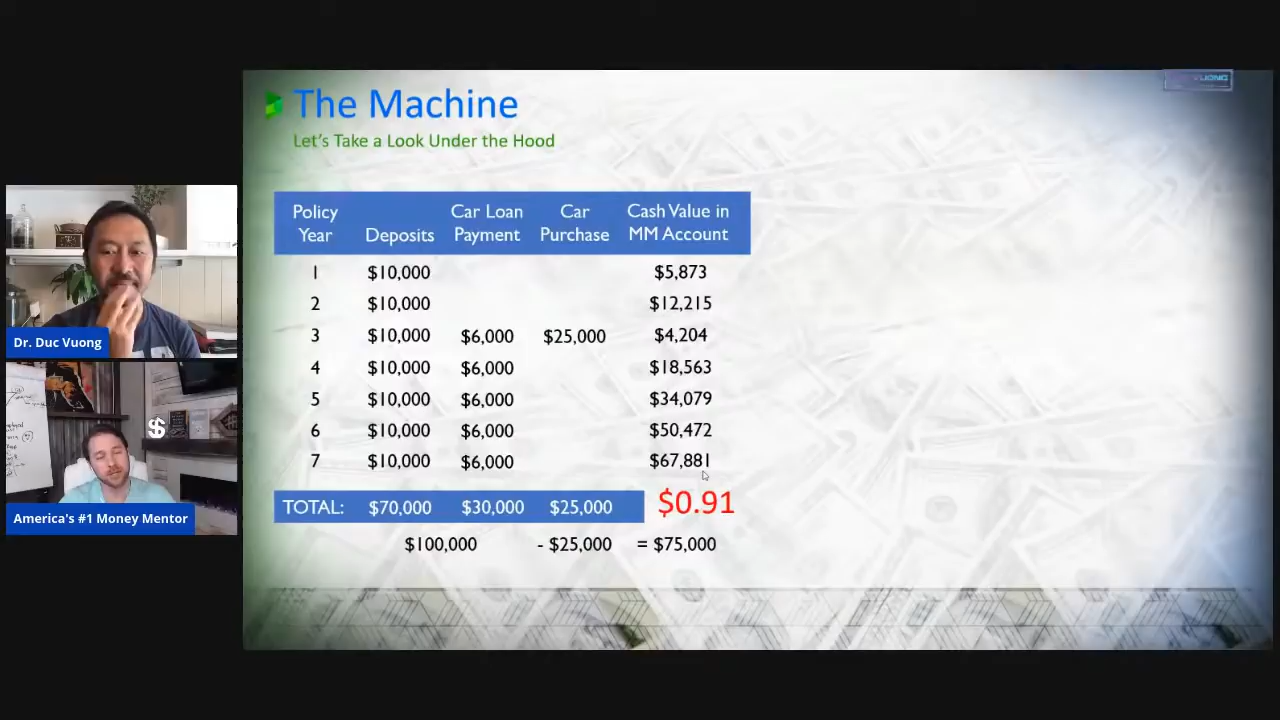 The Machine
Let's Take a Look Under the Hood
Policy Year Deposits Car Loan Payment Car Purchase Cash Value in MM Account
1 $10,000 $5,873
2 $10,000 $12,215
3 $10,000 $6,000 $25,000 $4,204
4 $10,000 $6,000 $18,563
5 $10,000 $6,000 $34,079
6 $10,000 $6,000 $50,472
7 $10,000 $6,000 $67,881
TOTAL: $70,000 $30,000 $25,000 $0.91
$100,000 - $25,000 = $75,000
Dr. Duc Vuong
$
America's #1 Money Mentor